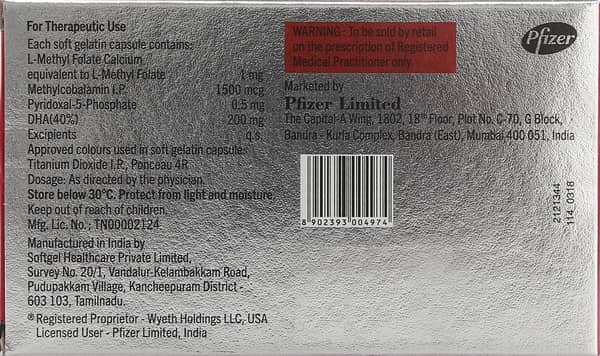 For Therapeutic Use
Each soft gelatin capsule contains:
L-Methyl Folate Calcium
equivalent to L-Methyl Folate 1 mg
Methylcobalamin I.P. 1500 mcg
Pyridoxal-5-Phosphate 0.5 mg
DHA(40%) 200 mg
Excipients q.s.
Approved colours used in soft gelatin capsule:
Titanium Dioxide I.P., Ponceau 4R
Dosage: As directed by the physician.
Store below 30°C. Protect from light and moisture.
Keep out of reach of children.
Mfg. Lic. No.: TN00002124
Manufactured in India by
Softgel Healthcare Private Limited,
Survey No. 20/1, Vandalur-Kelambakkam Road,
Pudupakkam Village, Kancheepuram District -
603 103, Tamilnadu.
® Registered Proprietor - Wyeth Holdings LLC, USA
Licensed User - Pfizer Limited, India
WARNING : To be sold by retail
on the prescription of Registered
Medical Practitioner only.
Pfizer
Marketed by
Pfizer Limited
The Capital-A Wing, 1802, 18th Floor, Plot No. C-70, G Block,
Bandra - Kurla Complex, Bandra (East), Mumbai 400 051, India
8 902393 004974
2121344
114_0318